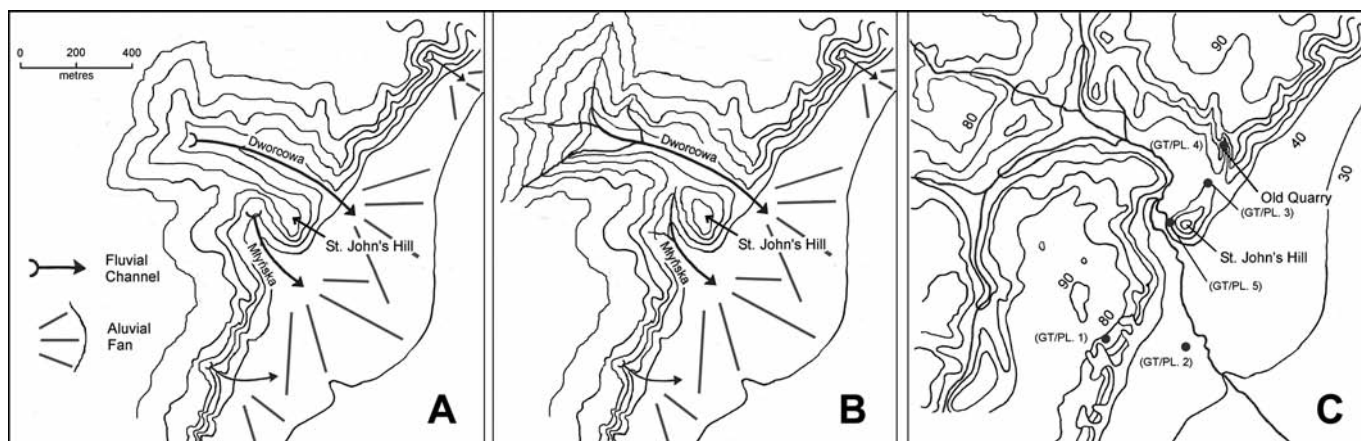 0 200 400
metres
Dworcowa
St. John's Hill
Młyńska
Fluvial
Channel
Aluvial
Fan
A
Dworcowa
St. John's Hill
Młyńska
B
90
80
(GT/PL. 4)
40
30
Old Quarry
(GT/PL. 3)
St. John's Hill
(GT/PL. 5)
90
80
(GT/PL. 1)
(GT/PL. 2)
C